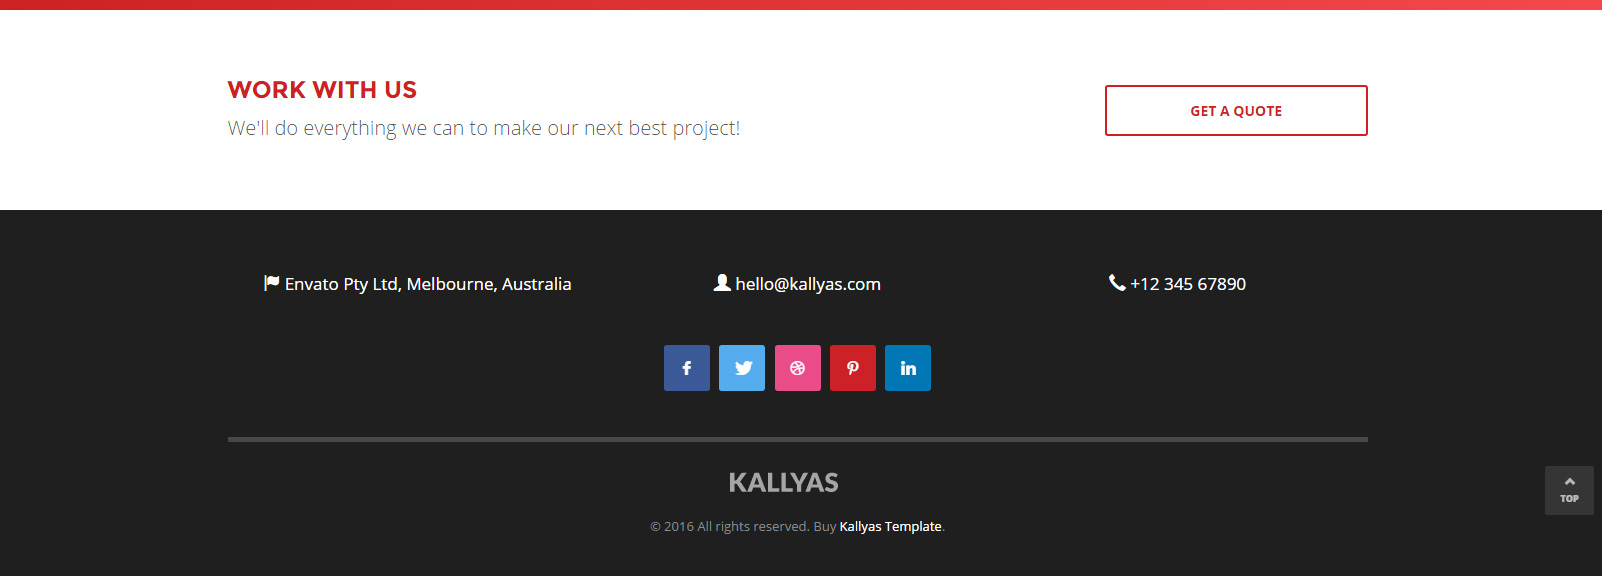 WORK WITH US
We'll do everything we can to make our next best project!
GET A QUOTE
Envato Pty Ltd, Melbourne, Australia
hello@kallyas.com
+12 345 67890
KALLYAS
TOP
© 2016 All rights reserved. Buy Kallyas Template.